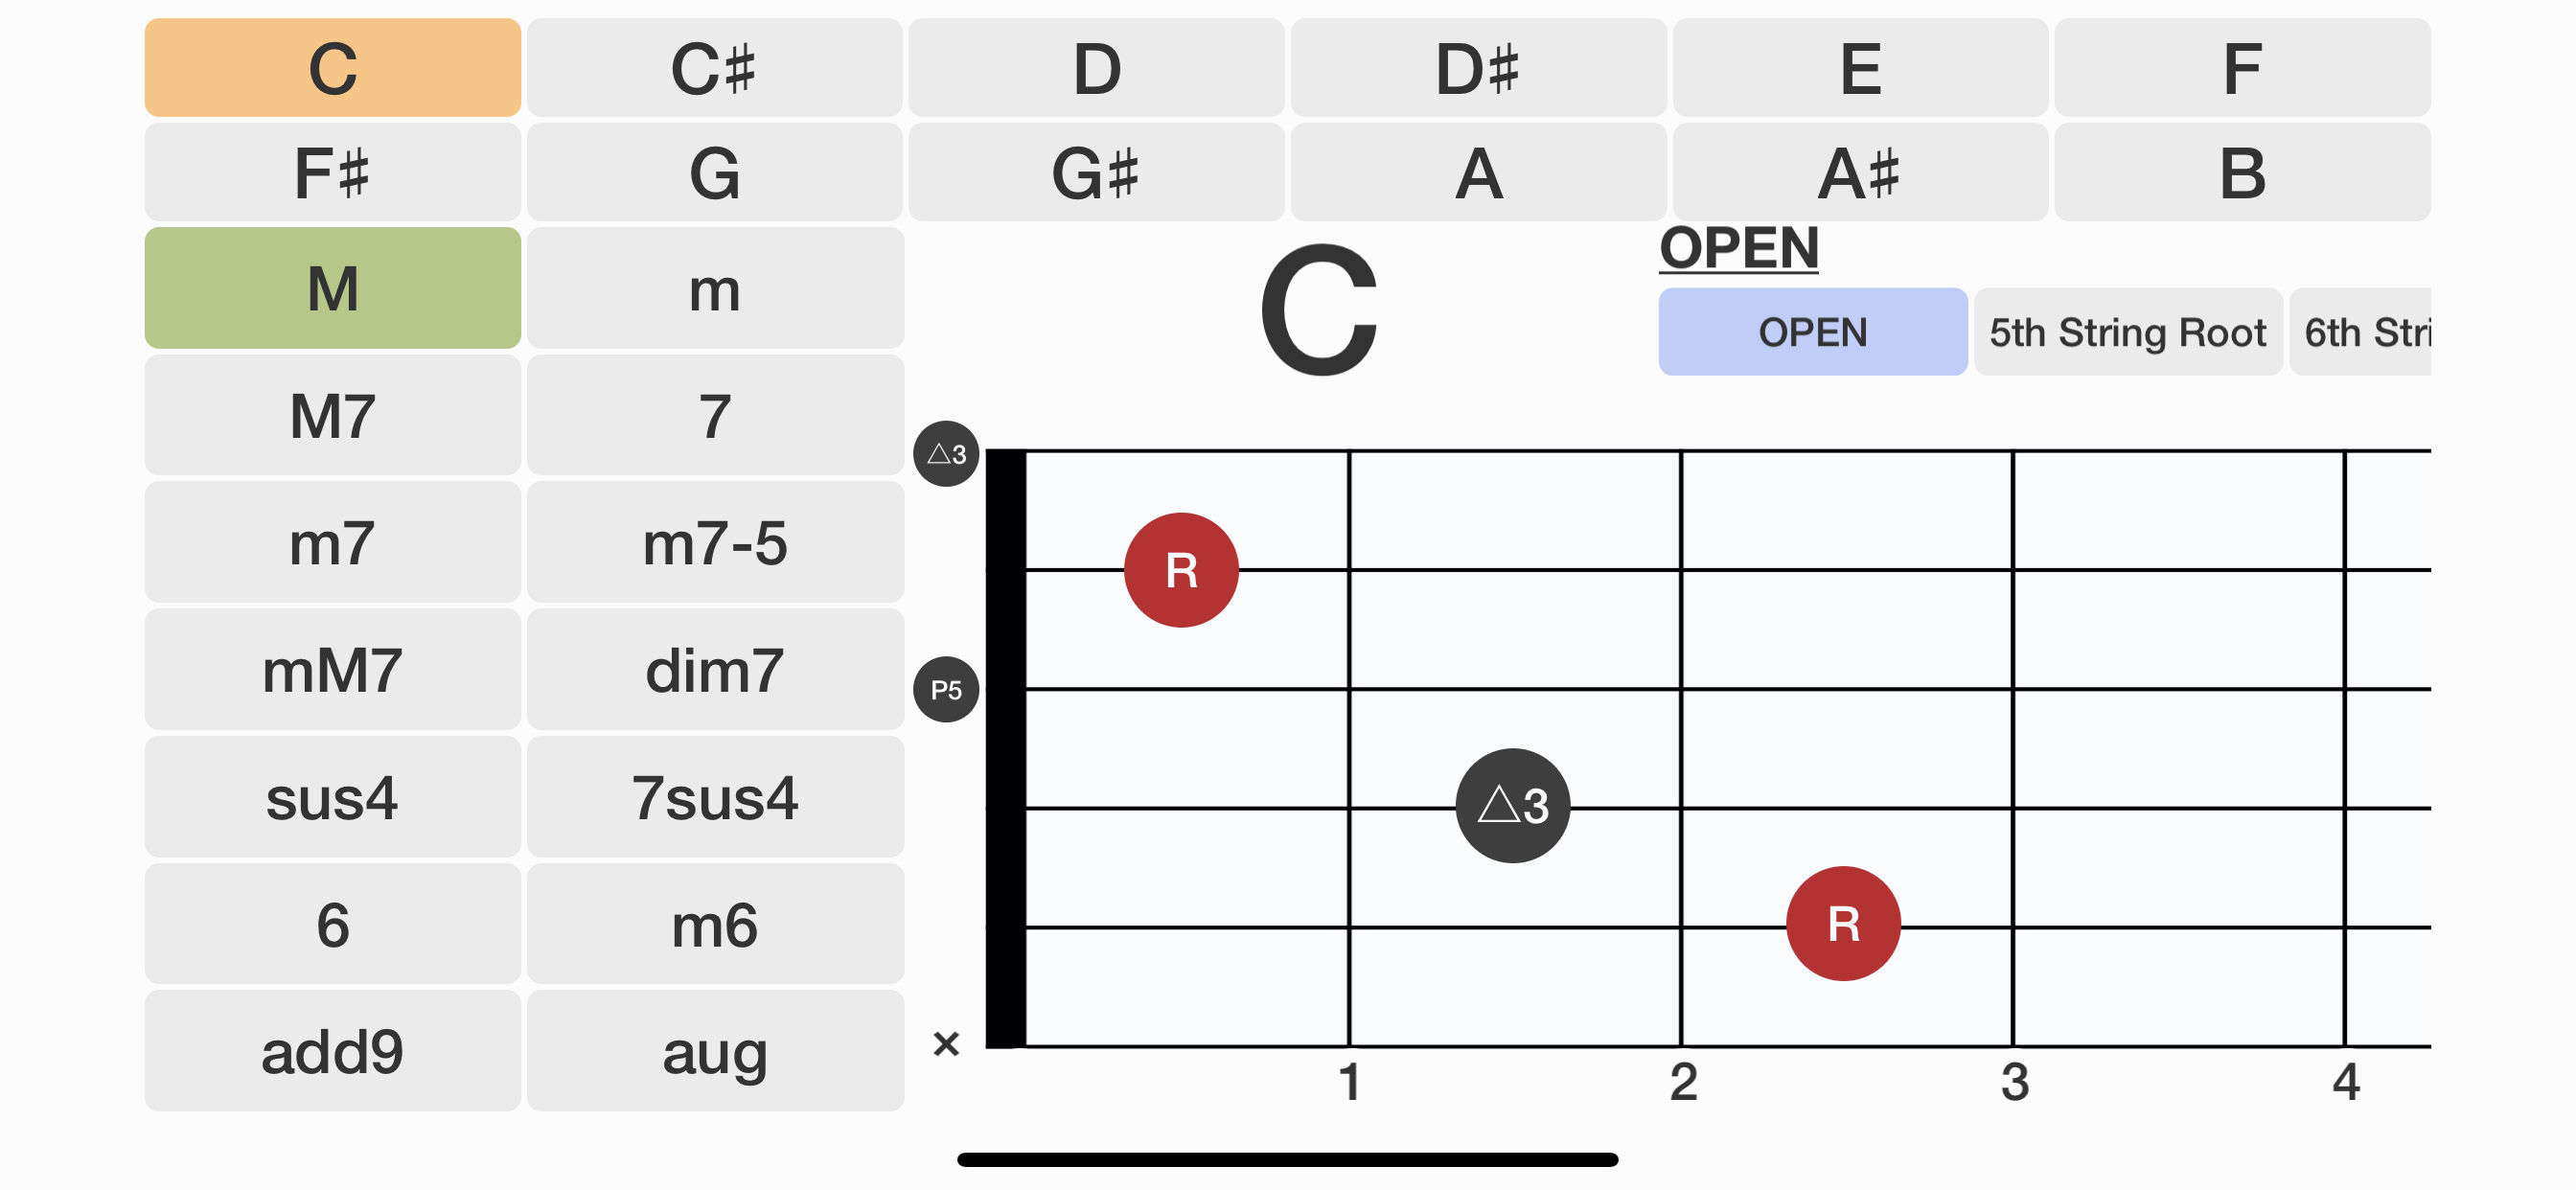 C C♯ D D♯ E F
F♯ G G♯ A A♯ B
M m
C
OPEN
OPEN 5th String Root 6th Stri
M7 7
△3
m7 m7-5
R
mM7 dim7
P5
sus4 7sus4
△3
6 m6
R
add9 aug
×
1 2 3 4